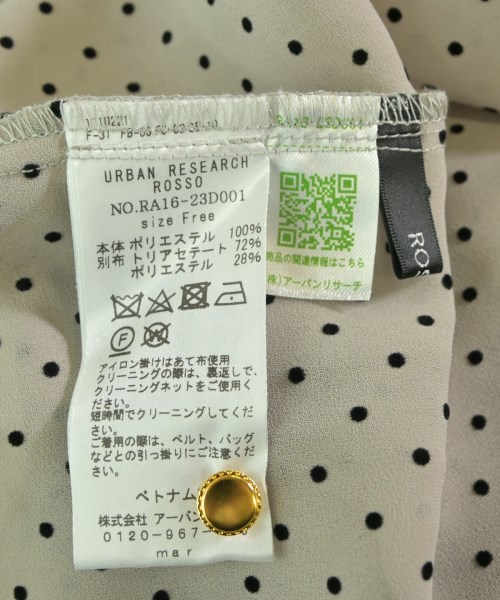 URBAN RESEARCH
ROSSO
NO.RA16-23D001
size Free
本体 ポリエステル 100%
別布 トリアセテート 72%
ポリエステル 28%
F W
アイロン掛けはあて布使用
クリーニングの際は、裏返しで、
クリーニングネットをご使用く
ださい。
短時間でクリーニングしてくだ
さい。
ご着用の際は、ベルト、バッグ
などとの引っ掛りにご注意くだ
さい。
ベトナム
株式会社 アーバン
0120-967-
mar
RA16-23D001
商品の関連情報はこちら
(株)アーバンリサーチ
ROS